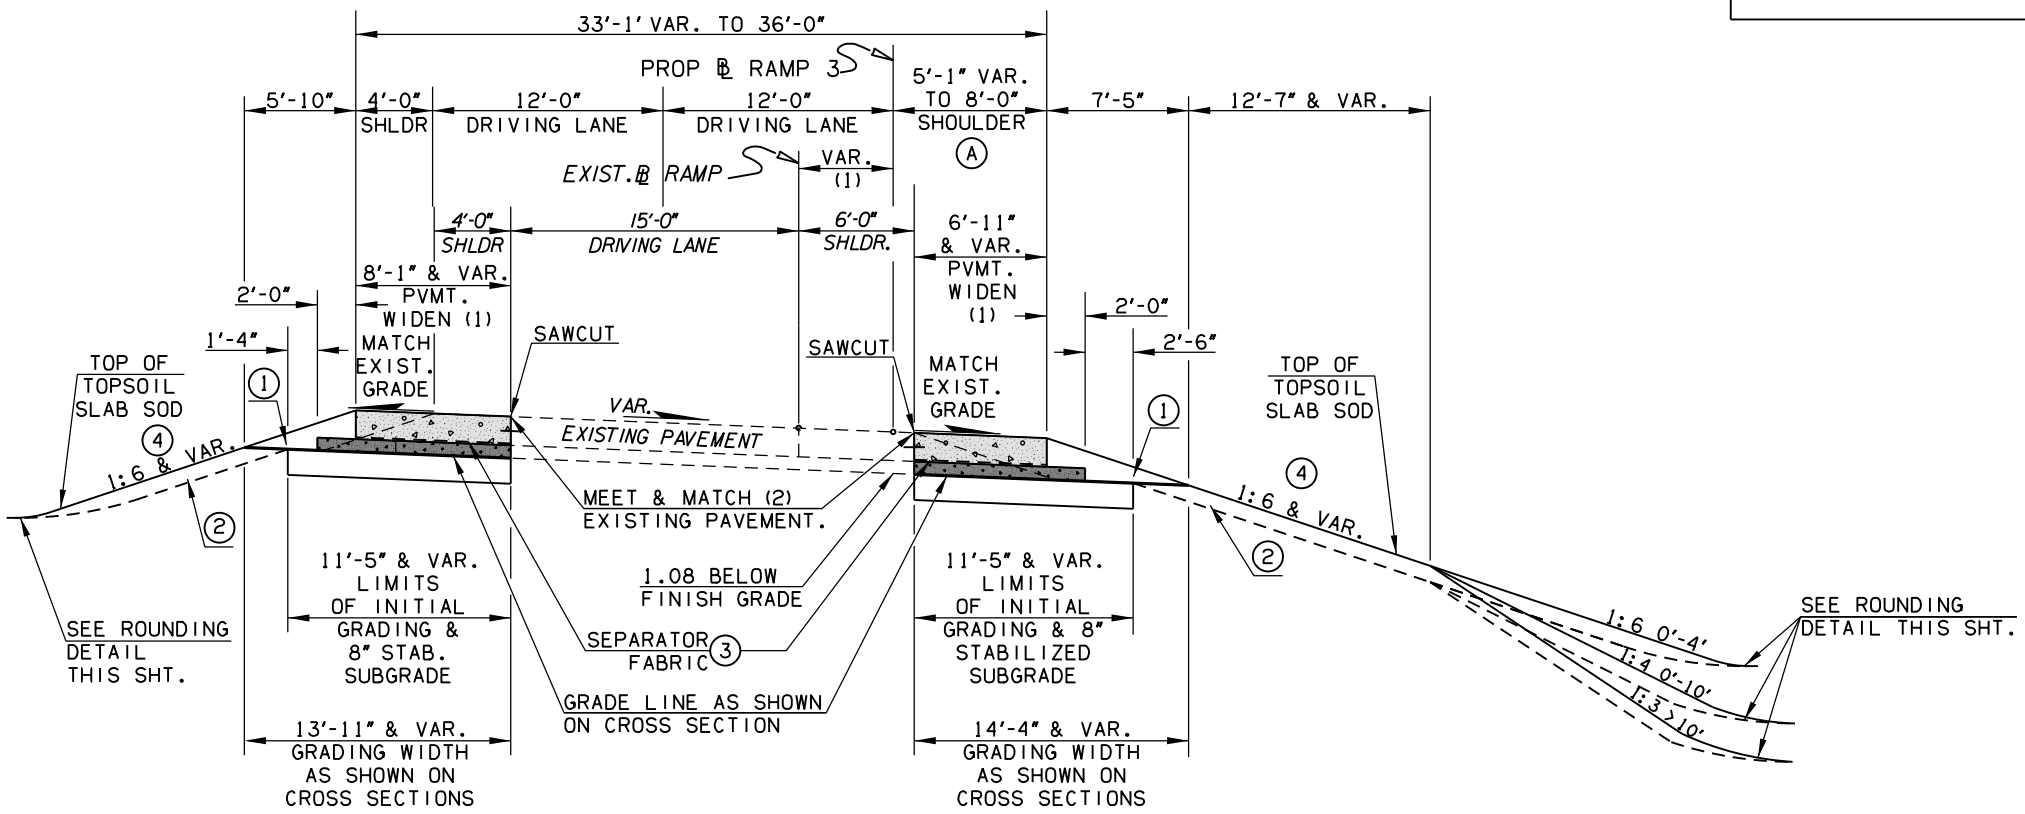 33'-1' VAR. TO 36'-0"
PROP ℄ RAMP 3
5'-1" VAR.
TO 8'-0"
SHOULDER
A
5'-10"
4'-0"
SHLDR
12'-0"
DRIVING LANE
12'-0"
DRIVING LANE
7'-5"
12'-7" & VAR.
EXIST. RAMP
VAR.
(1)
4'-0"
SHLDR
15'-0"
DRIVING LANE
6'-0"
SHLDR.
6'-11"
& VAR.
PVMT.
WIDEN
(1)
8'-1" & VAR.
PVMT.
WIDEN (1)
2'-0"
2'-0"
1'-4"
2'-6"
MATCH
EXIST.
GRADE
SAWCUT
SAWCUT
MATCH
EXIST.
GRADE
TOP OF
TOPSOIL
SLAB SOD
TOP OF
TOPSOIL
SLAB SOD
1
1
4
4
1:6 & VAR.
1:6 & VAR.
VAR.
EXISTING PAVEMENT
2
2
MEET & MATCH (2)
EXISTING PAVEMENT.
1.08 BELOW
FINISH GRADE
SEPARATOR
FABRIC
3
GRADE LINE AS SHOWN
ON CROSS SECTION
11'-5" & VAR.
LIMITS
OF INITIAL
GRADING &
8" STAB.
SUBGRADE
11'-5" & VAR.
LIMITS
OF INITIAL
GRADING & 8"
STABILIZED
SUBGRADE
SEE ROUNDING
DETAIL
THIS SHT.
SEE ROUNDING
DETAIL THIS SHT.
1:6 0'-4'
1:4 0'-10'
1:3 >10'
13'-11" & VAR.
GRADING WIDTH
AS SHOWN ON
CROSS SECTIONS
14'-4" & VAR.
GRADING WIDTH
AS SHOWN ON
CROSS SECTIONS